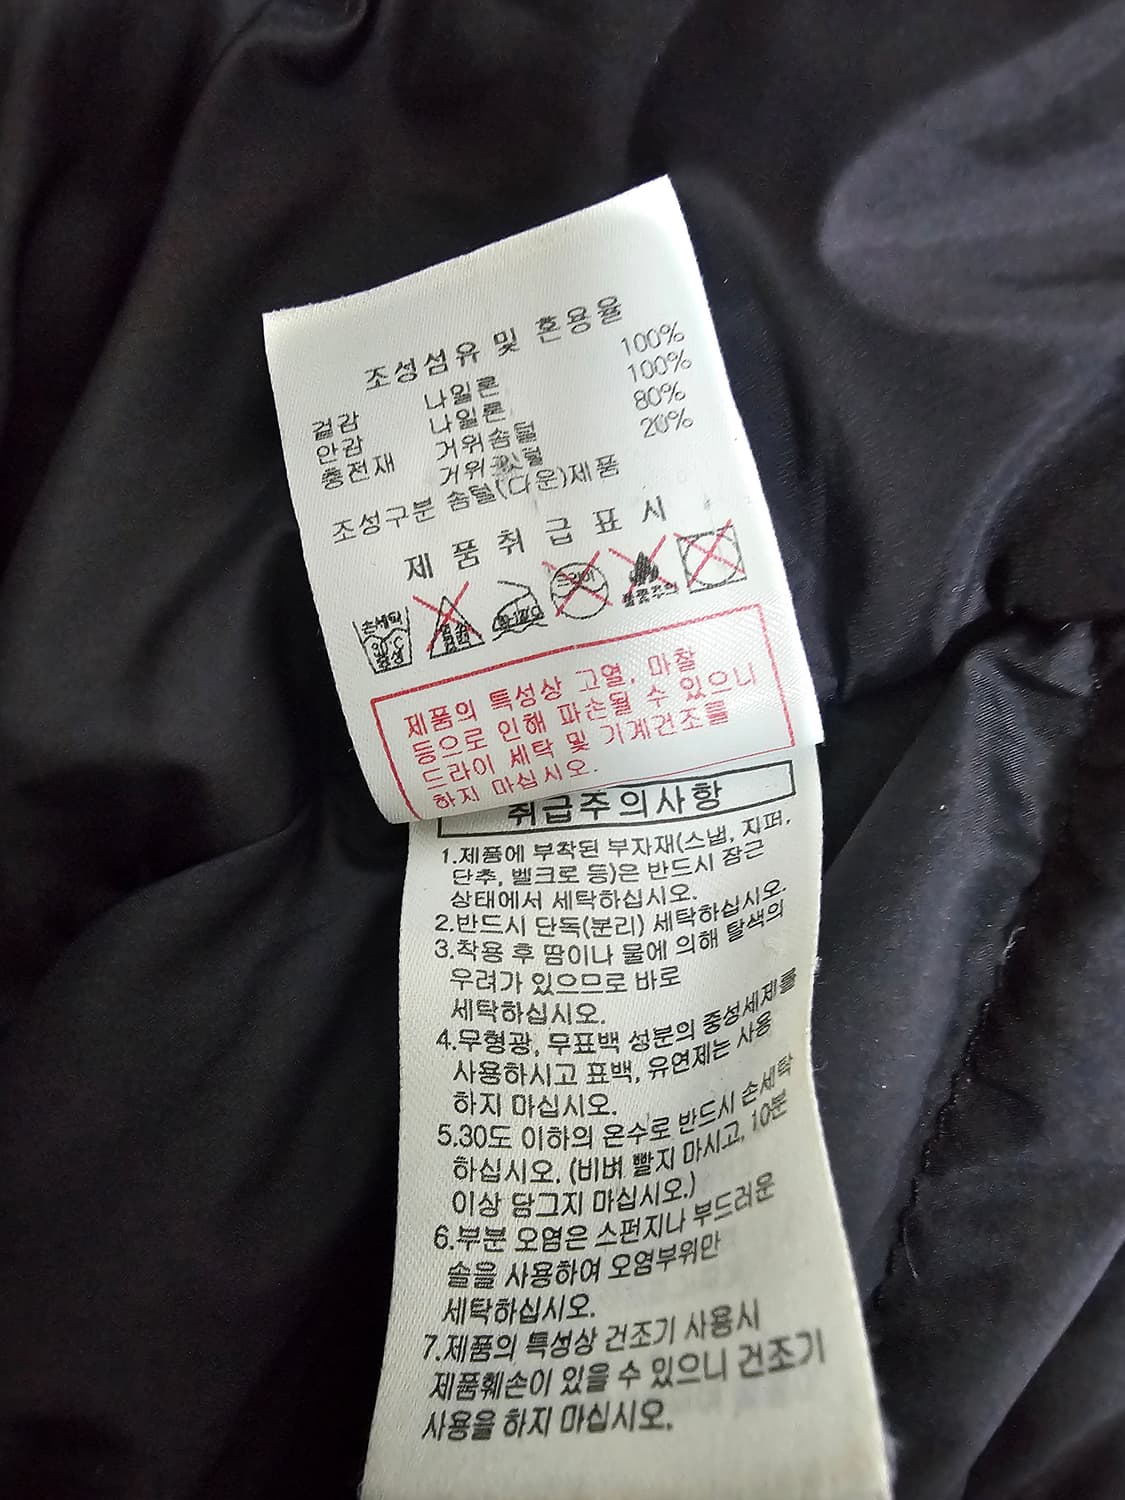 조성섬유 및 혼용율
겉감 나일론 100%
안감 나일론 100%
충전재 거위솜털 80%
거위깃털 20%
조성구분 솜털(다운)제품
제 품 취 급 표 시
손세탁 30℃ 중성
제품의 특성상 고열, 마찰
등으로 인해 파손될 수 있으니
드라이 세탁 및 기계건조를
하지 마십시오.
취급주의사항
1.제품에 부착된 부자재(스냅, 지퍼,
단추, 벨크로 등)은 반드시 잠근
상태에서 세탁하십시오.
2.반드시 단독(분리) 세탁하십시오.
3.착용 후 땀이나 물에 의해 탈색의
우려가 있으므로 바로
세탁하십시오.
4.무형광, 무표백 성분의 중성세제를
사용하시고 표백, 유연제는 사용
하지 마십시오.
5.30도 이하의 온수로 반드시 손세탁
하십시오. (비벼 빨지 마시고, 10분
이상 담그지 마십시오.)
6.부분 오염은 스펀지나 부드러운
솔을 사용하여 오염부위만
세탁하십시오.
7.제품의 특성상 건조기 사용시
제품훼손이 있을 수 있으니 건조기
사용을 하지 마십시오.